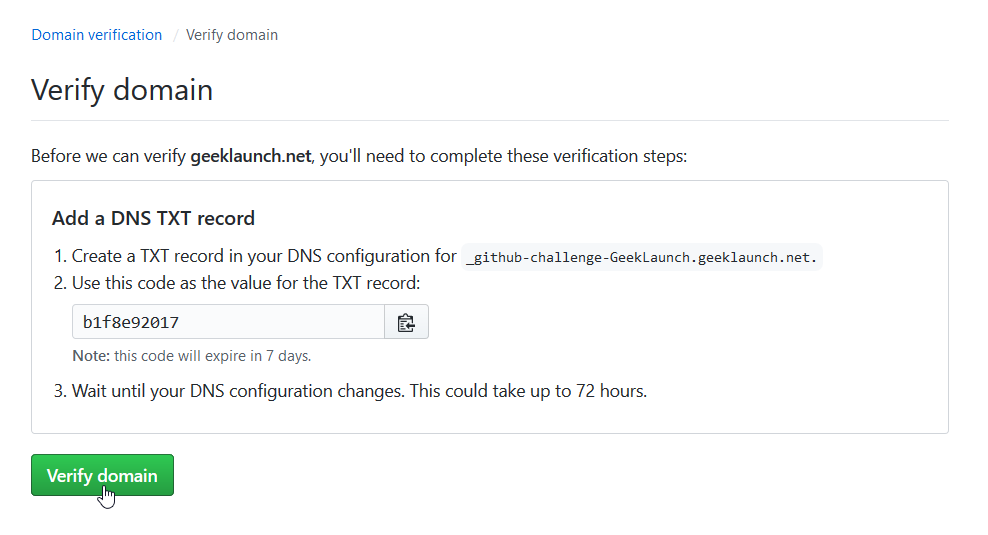 Domain verification / Verify domain
Verify domain
Before we can verify geeklaunch.net, you'll need to complete these verification steps:
Add a DNS TXT record
1. Create a TXT record in your DNS configuration for _github-challenge-GeekLaunch.geeklaunch.net.
2. Use this code as the value for the TXT record:
b1f8e92017
Note: this code will expire in 7 days.
3. Wait until your DNS configuration changes. This could take up to 72 hours.
Verify domain